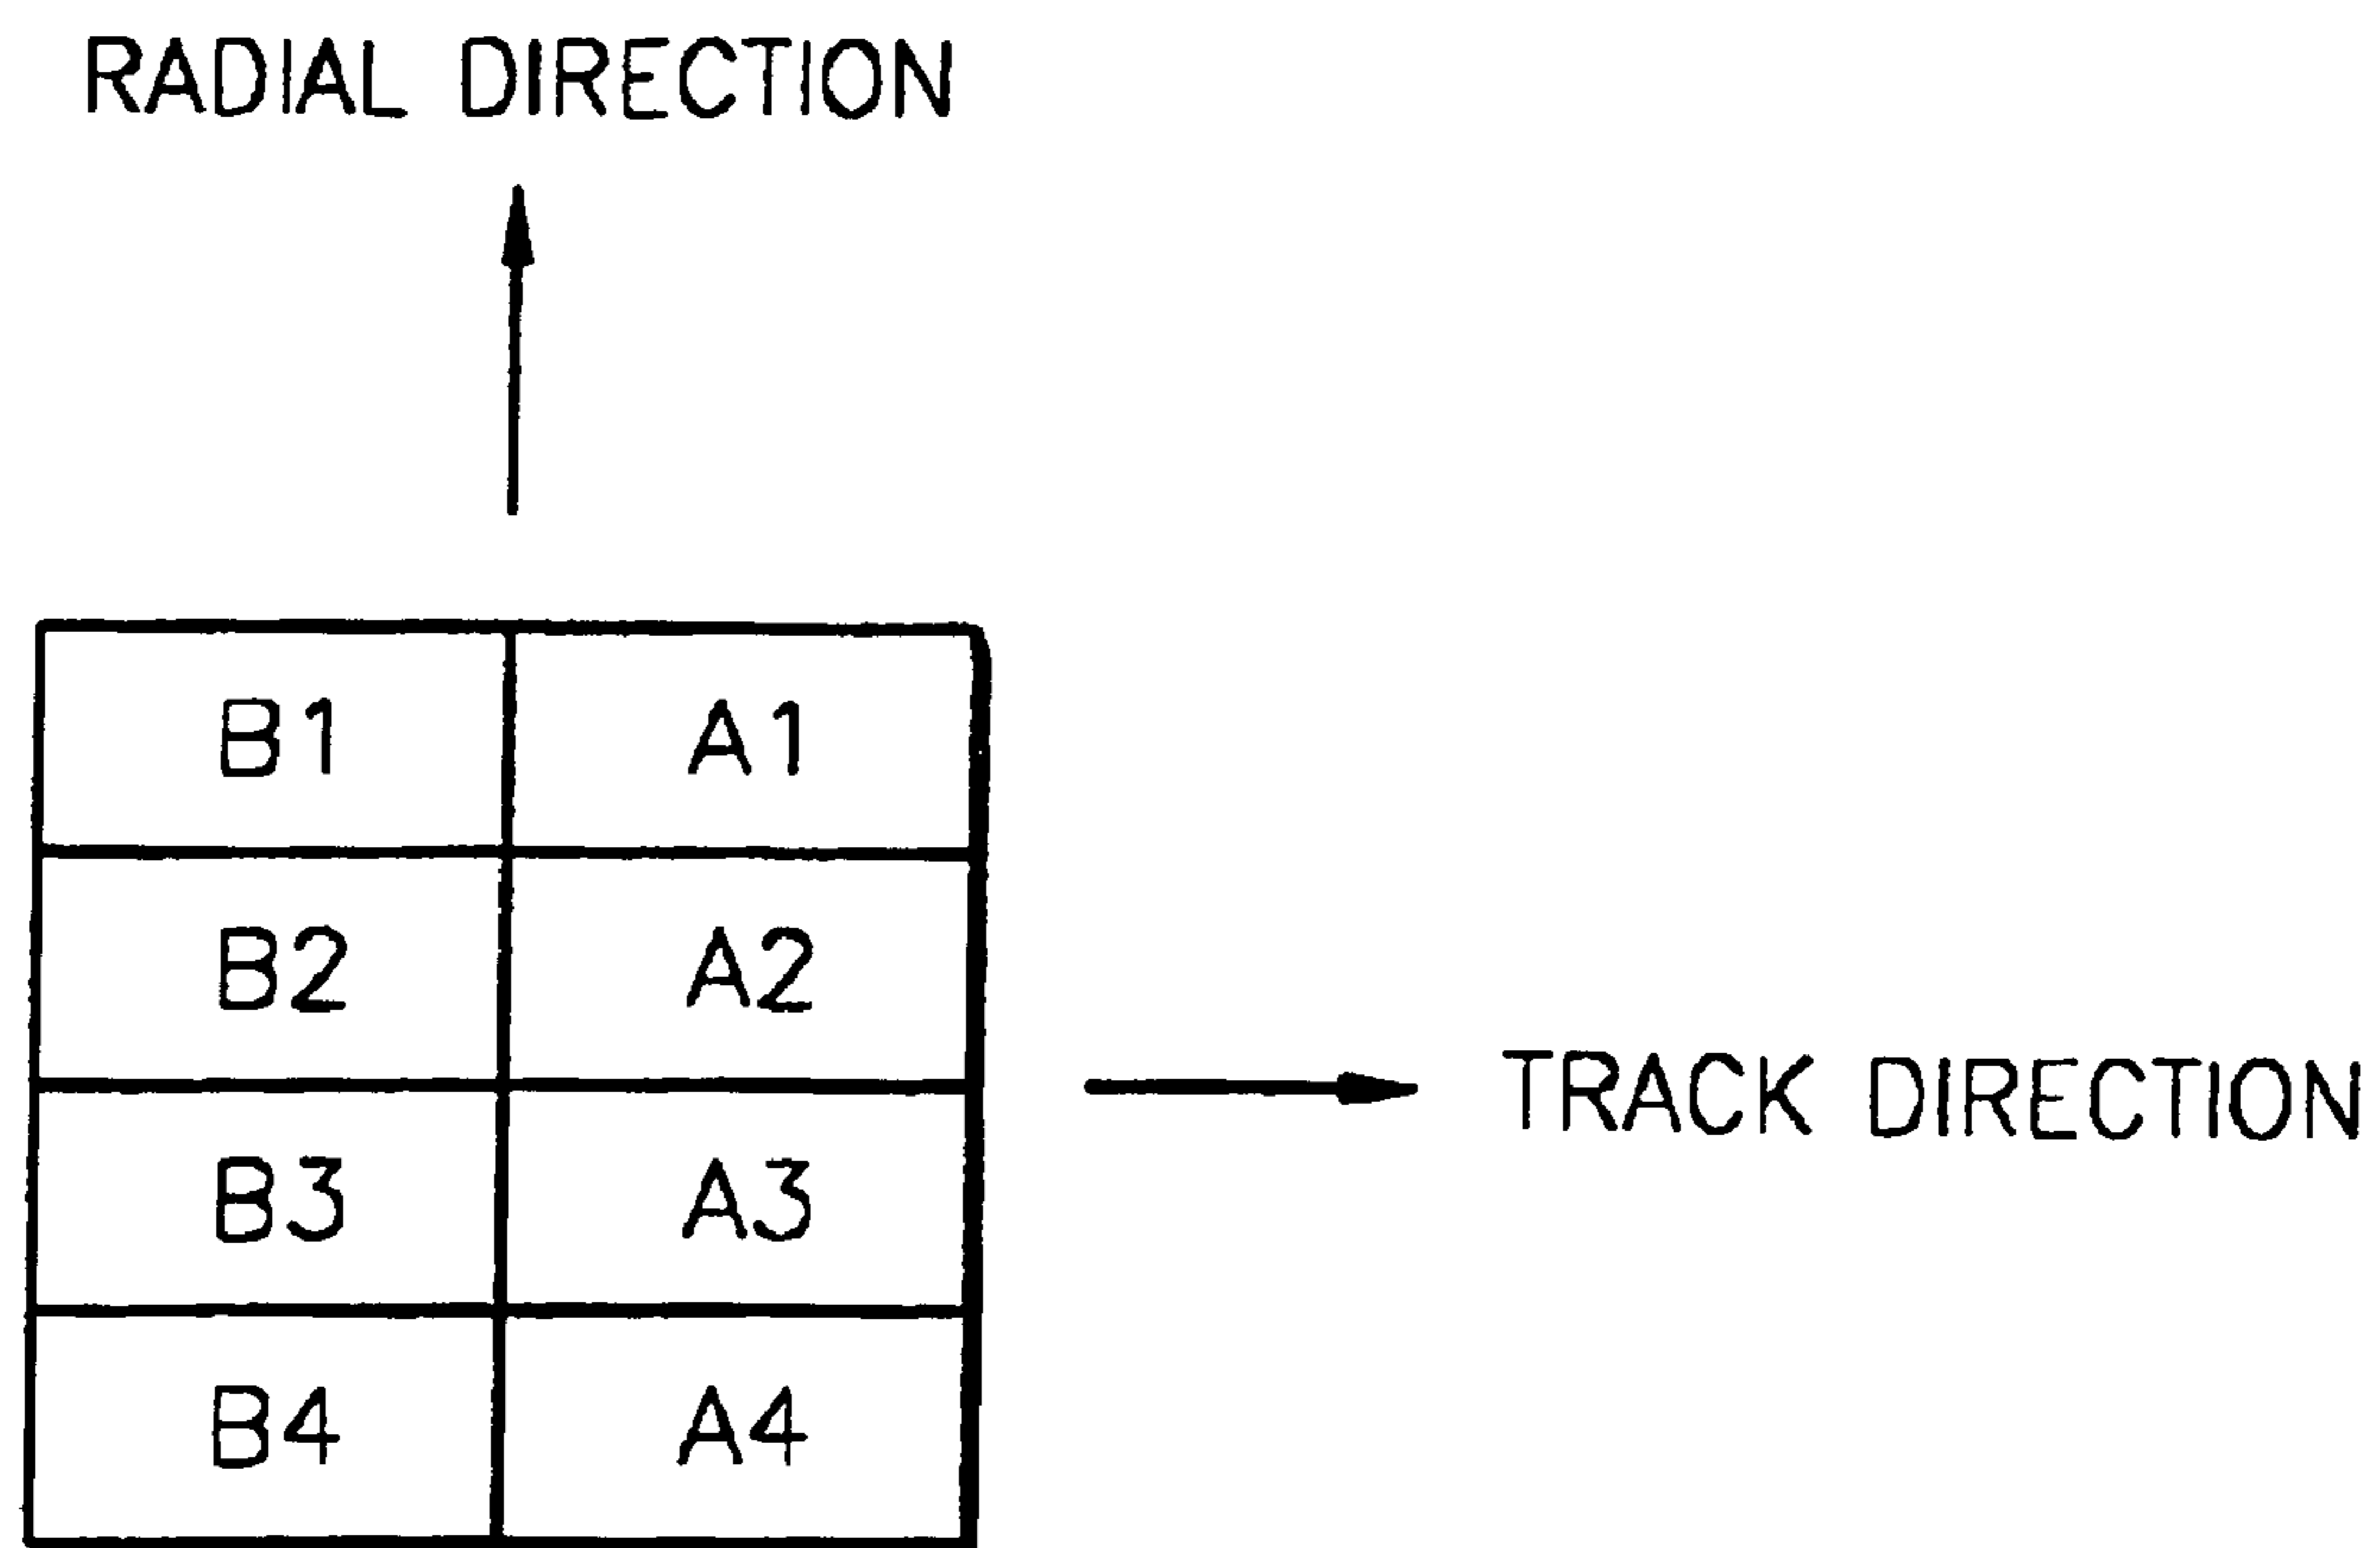 RADIAL DIRECTION
B1 A1
B2 A2
B3 A3
B4 A4
TRACK DIRECTION